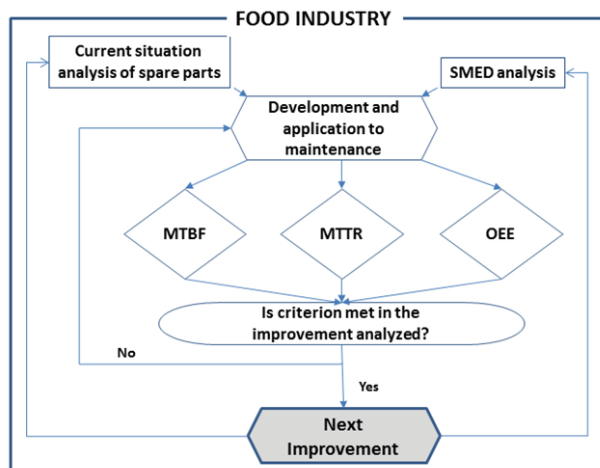 FOOD INDUSTRY
Current situation
analysis of spare parts
SMED analysis
Development and
application to
maintenance
MTBF
MTTR
OEE
Is criterion met in the
improvement analyzed?
No
Yes
Next
Improvement